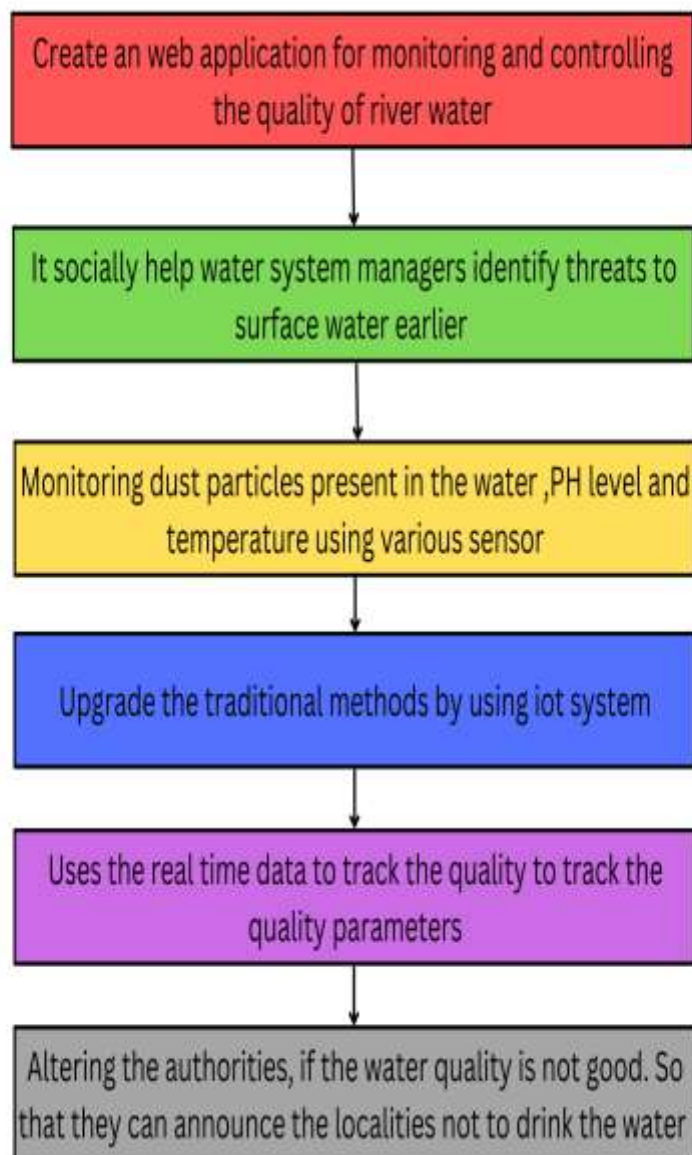 Create an web application for monitoring and controlling
the quality of river water
It socially help water system managers identify threats to
surface water earlier
Monitoring dust particles present in the water ,PH level and
temperature using various sensor
Upgrade the traditional methods by using iot system
Uses the real time data to track the quality to track the
quality parameters
Altering the authorities, if the water quality is not good. So
that they can announce the localities not to drink the water